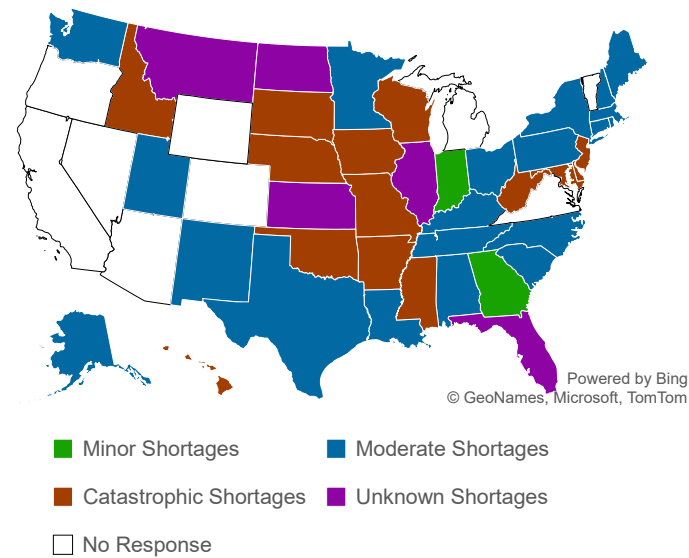 Powered by Bing
© GeoNames, Microsoft, TomTom
Minor Shortages
Moderate Shortages
Catastrophic Shortages
Unknown Shortages
No Response